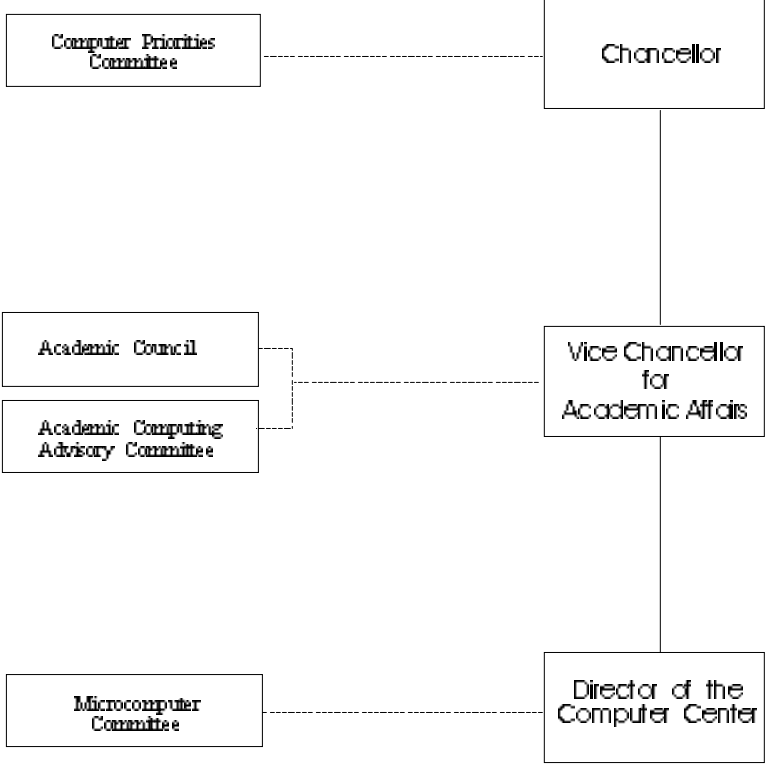 Computer Priorities
Committee
Chancellor
Academic Council
Academic Computing
Advisory Committee
Vice Chancellor
for
Academic Affairs
Microcomputer
Committee
Director of the
Computer Center